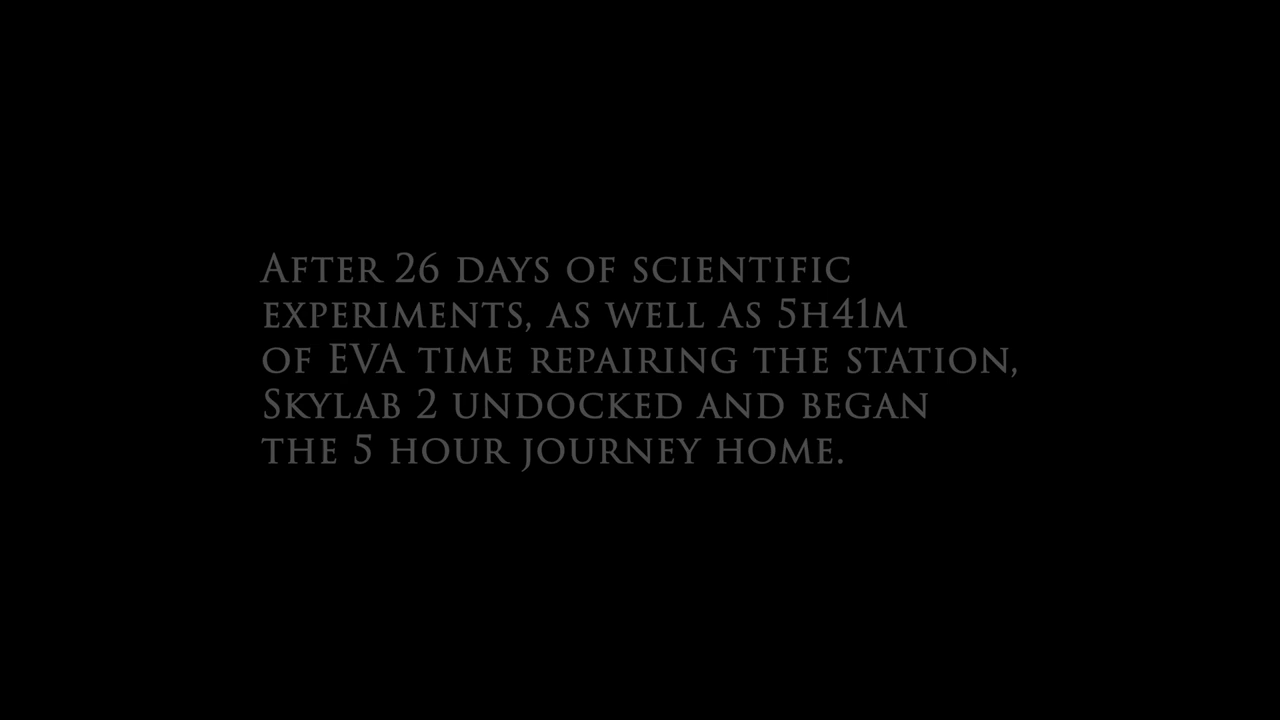 After 26 days of scientific
experiments, as well as 5h41m
of EVA time repairing the station,
Skylab 2 undocked and began
the 5 hour journey home.